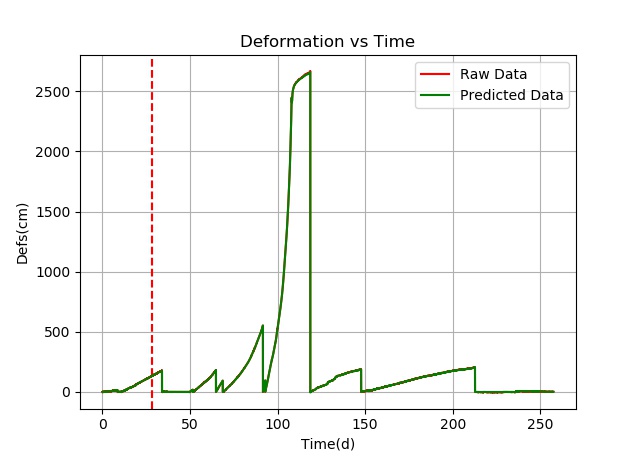 Deformation vs Time
Raw Data
Predicted Data
2500
2000
1500
1000
500
0
Defs(cm)
0 50 100 150 200 250
Time(d)